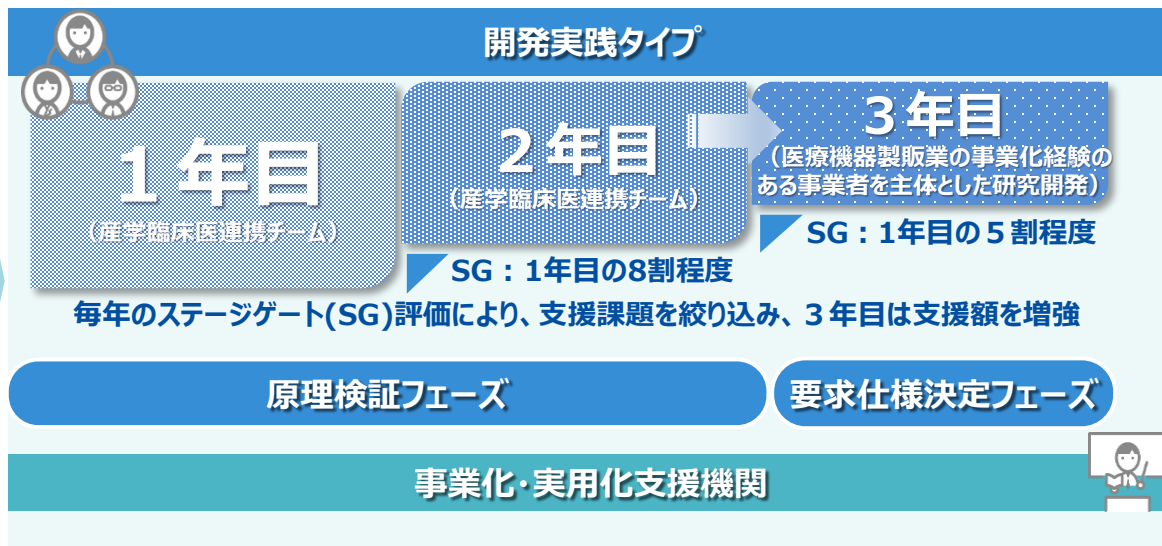 開発実践タイプ
1年目
(産学臨床医連携チーム)
2年目
(産学臨床医連携チーム)
3年目
(医療機器製販業の事業化経験の
ある事業者を主体とした研究開発)
SG:1年目の8割程度
SG:1年目の5割程度
毎年のステージゲート(SG)評価により、支援課題を絞り込み、3年目は支援額を増強
原理検証フェーズ
要求仕様決定フェーズ
事業化・実用化支援機関